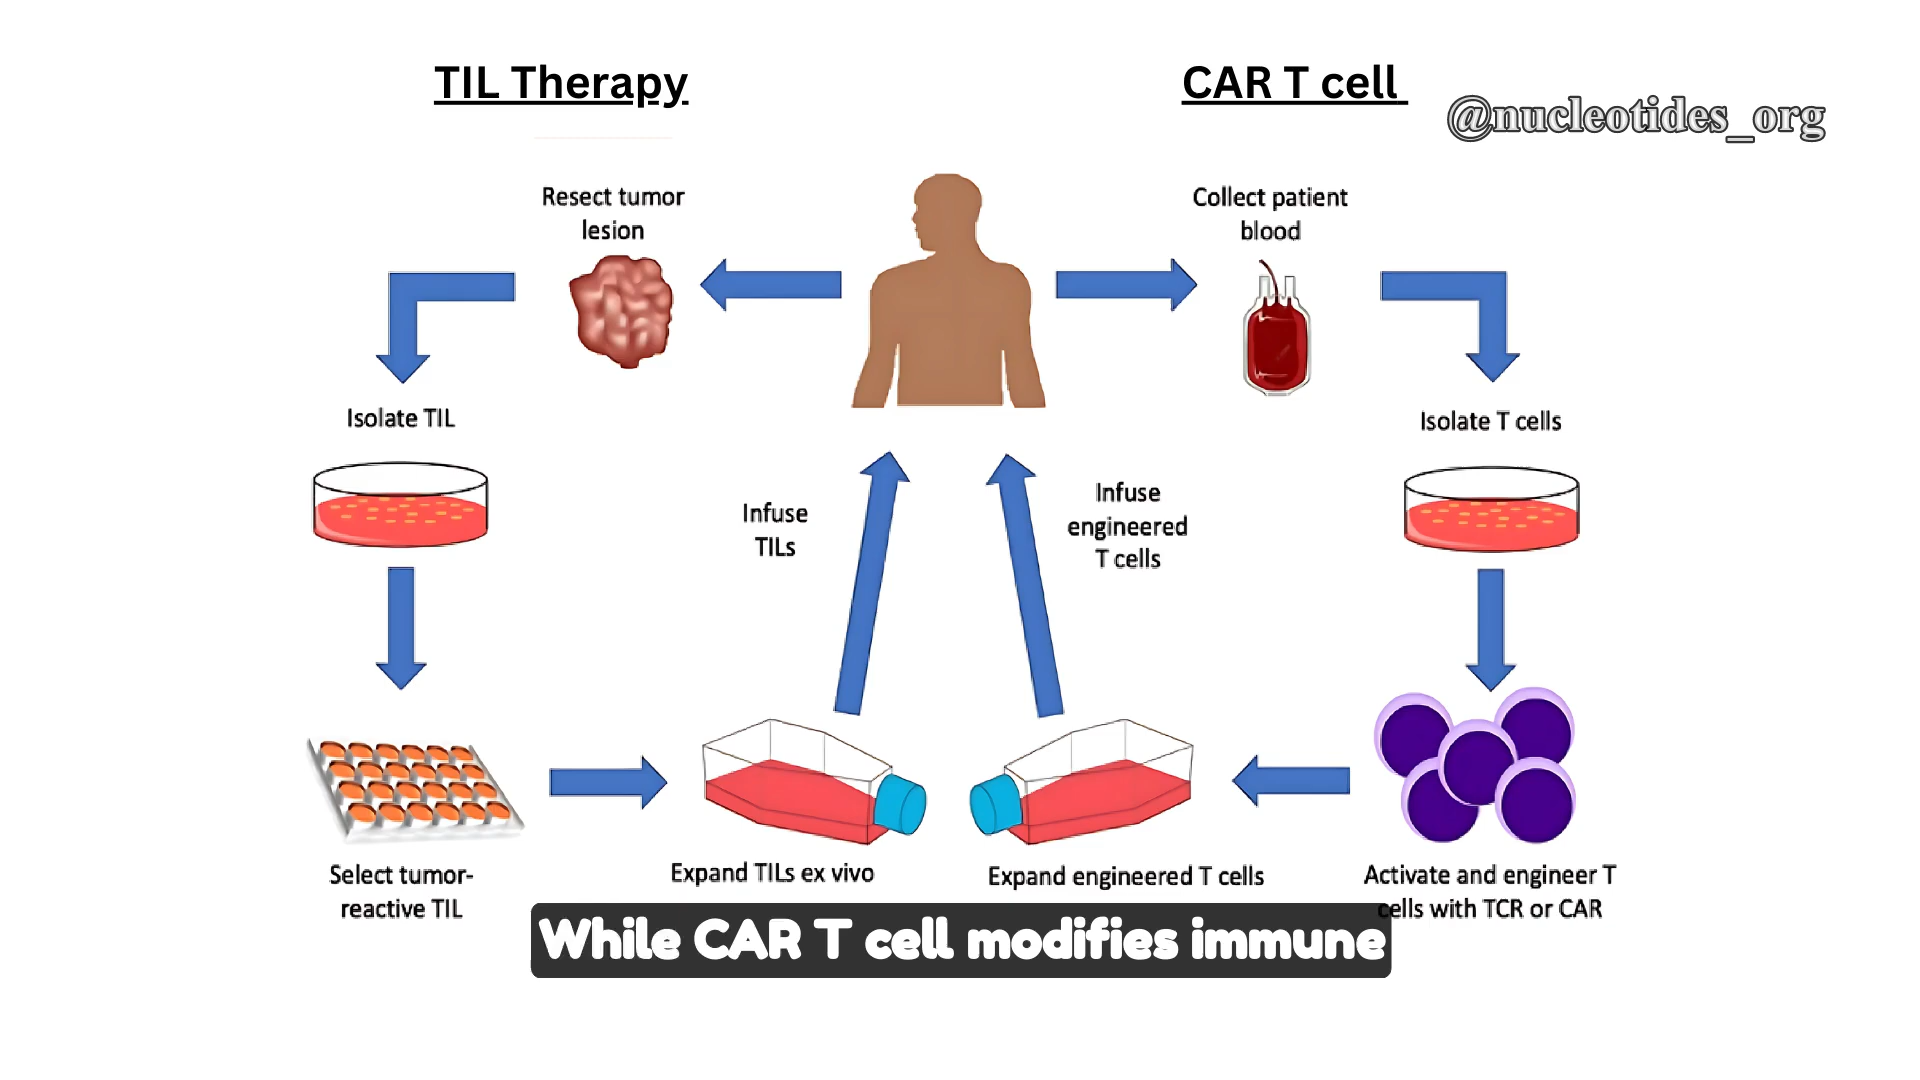 TIL Therapy
CAR T cell
@nucleotides_org
Resect tumor
lesion
Collect patient
blood
Isolate TIL
Isolate T cells
Infuse
TILs
Infuse
engineered
T cells
Select tumor-
reactive TIL
Expand TILs ex vivo
Expand engineered T cells
Activate and engineer T
cells with TCR or CAR
While CAR T cell modifies immune